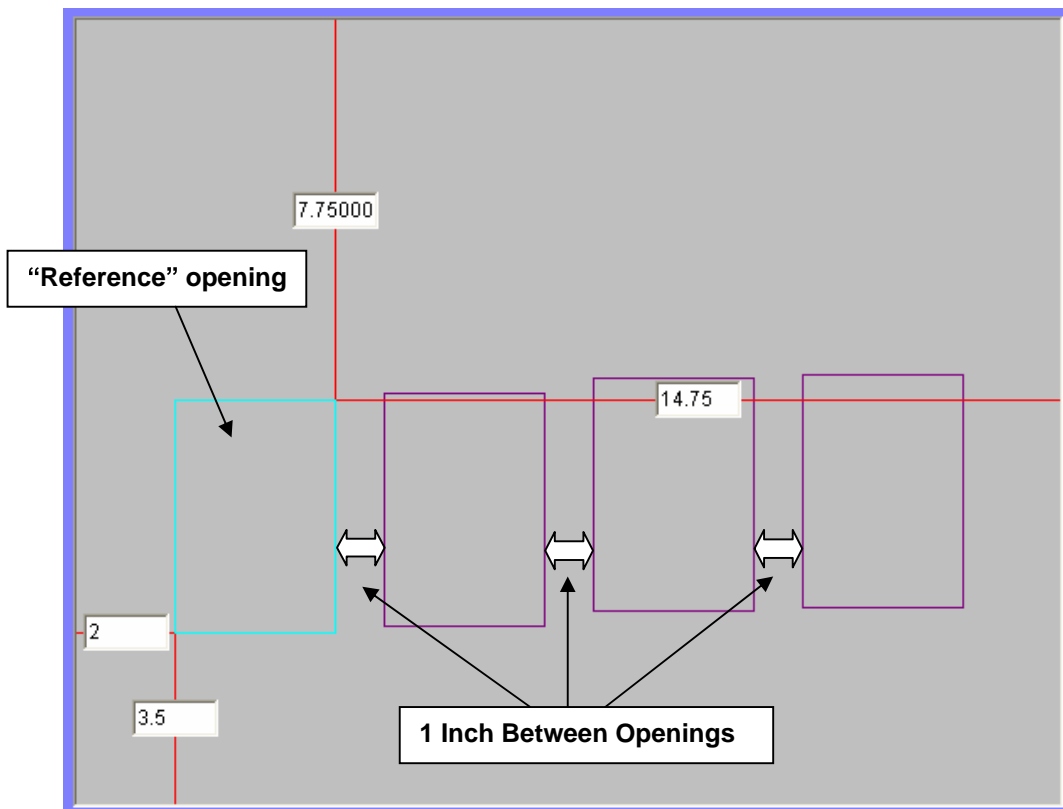 7.75000
“Reference” opening
14.75
2
3.5
1 Inch Between Openings